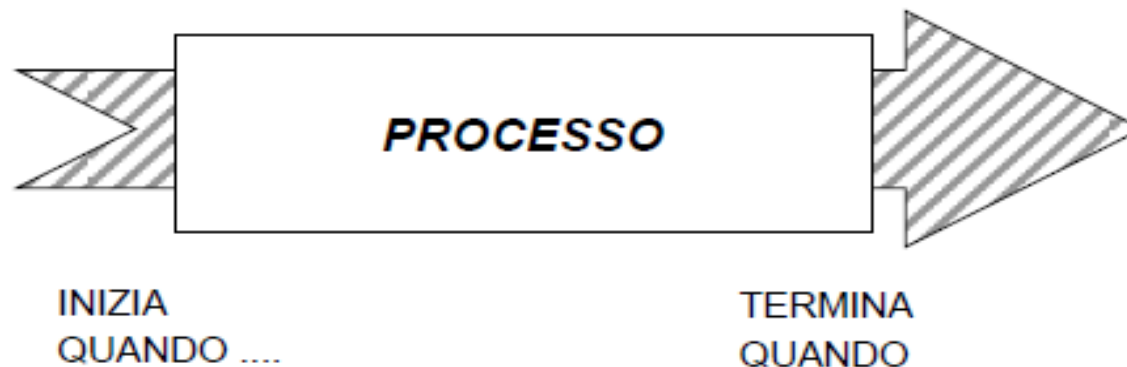 PROCESSO
INIZIA
QUANDO ....
TERMINA
QUANDO